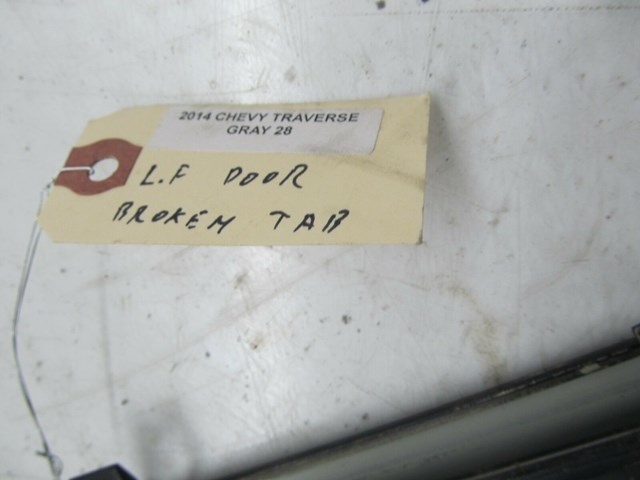 2014 CHEVY TRAVERSE
GRAY 28
L.F DOOR
BROKEN TAB